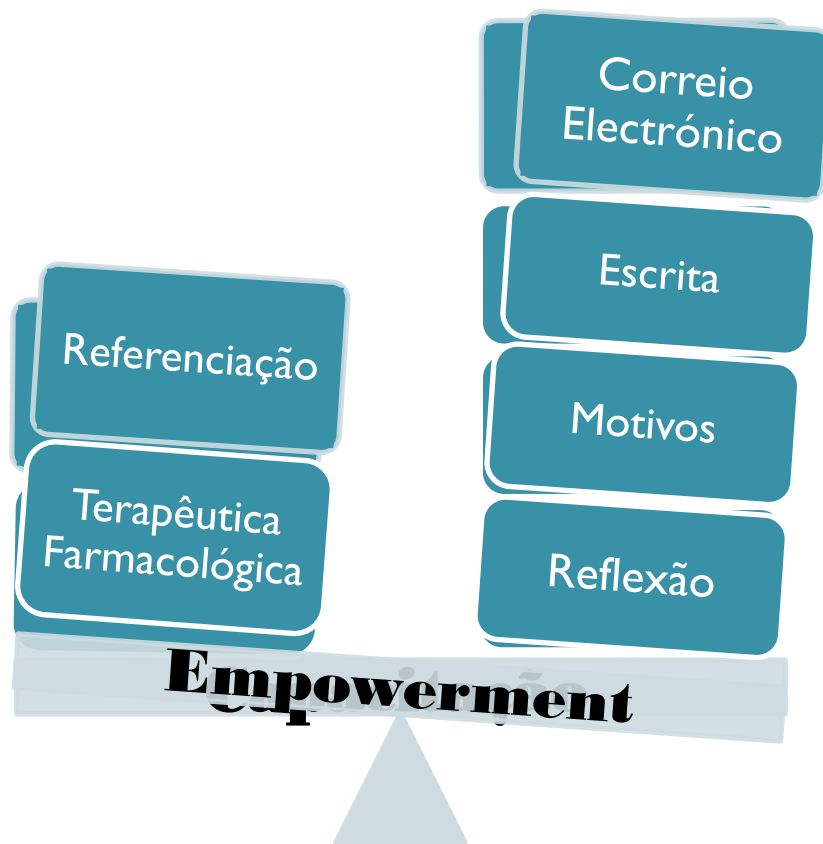 Correio
Electrónico
Escrita
Motivos
Reflexão
Referenciação
Terapêutica
Farmacológica
Empowerment